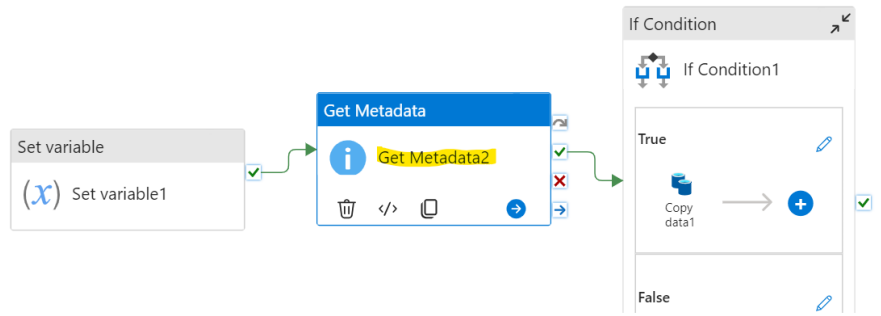 Set variable
(x) Set variable1
Get Metadata
i Get Metadata2
</>
If Condition
If Condition1
True
Copy
data1
False